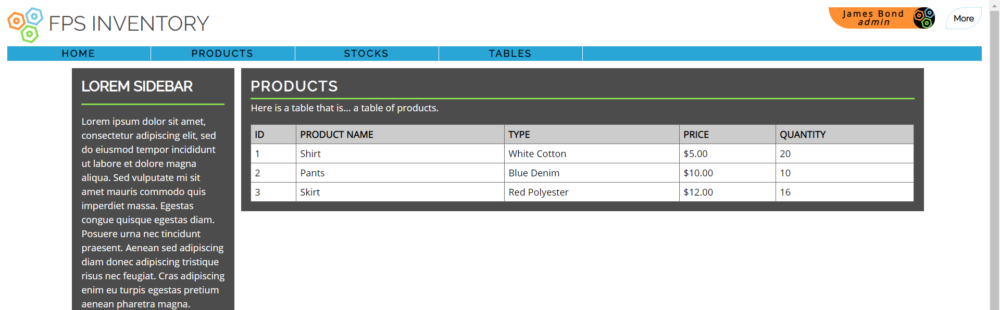 FPS INVENTORY
James Bond
admin
More
HOME PRODUCTS STOCKS TABLES
LOREM SIDEBAR
Lorem ipsum dolor sit amet,
consectetur adipiscing elit, sed
do eiusmod tempor incididunt
ut labore et dolore magna
aliqua. Sed vulputate mi sit
amet mauris commodo quis
imperdiet massa. Egestas
congue quisque egestas diam.
Posuere urna nec tincidunt
praesent. Aenean sed adipiscing
diam donec adipiscing tristique
risus nec feugiat. Cras adipiscing
enim eu turpis egestas pretium
aenean pharetra magna.
PRODUCTS
Here is a table that is... a table of products.
ID PRODUCT NAME TYPE PRICE QUANTITY
1 Shirt White Cotton $5.00 20
2 Pants Blue Denim $10.00 10
3 Skirt Red Polyester $12.00 16